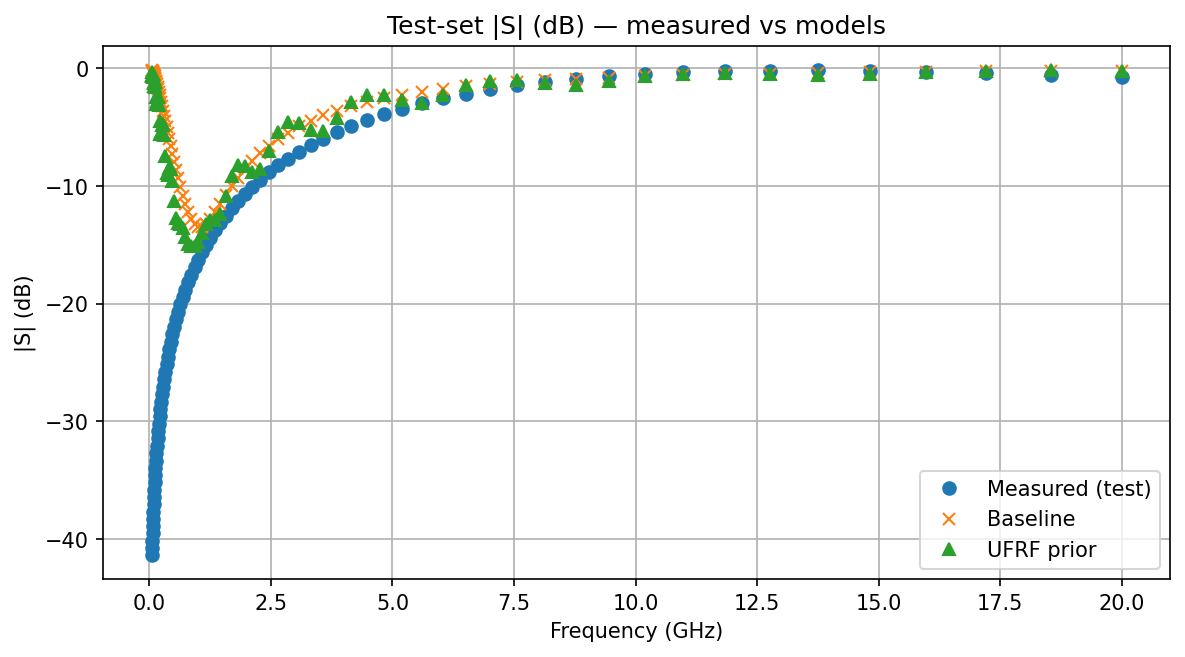 Test-set |S| (dB) — measured vs models
|S| (dB)
0
−10
−20
−30
−40
0.0 2.5 5.0 7.5 10.0 12.5 15.0 17.5 20.0
Frequency (GHz)
Measured (test)
Baseline
UFRF prior